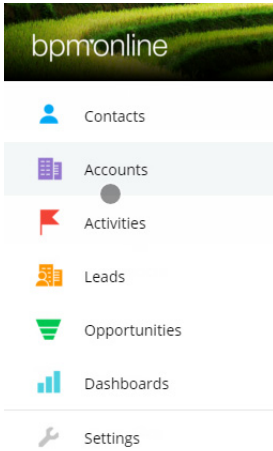 bpm'online
Contacts
Accounts
Activities
Leads
Opportunities
Dashboards
Settings